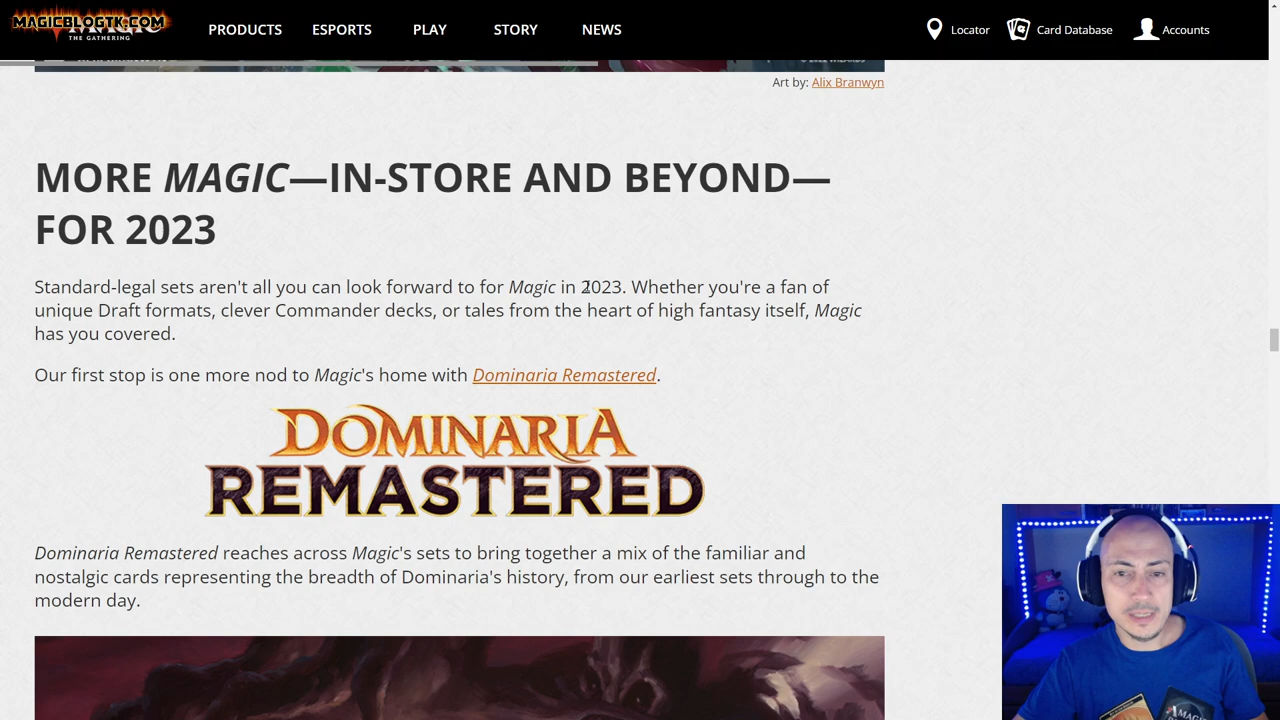 MAGICBLOGTK.COM
THE GATHERING
PRODUCTS ESPORTS PLAY STORY NEWS
Locator Card Database Accounts
Art by: Alix Branwyn
MORE MAGIC—IN-STORE AND BEYOND—
FOR 2023
Standard-legal sets aren't all you can look forward to for Magic in 2023. Whether you're a fan of
unique Draft formats, clever Commander decks, or tales from the heart of high fantasy itself, Magic
has you covered.
Our first stop is one more nod to Magic's home with Dominaria Remastered.
DOMINARIA
REMASTERED
Dominaria Remastered reaches across Magic's sets to bring together a mix of the familiar and
nostalgic cards representing the breadth of Dominaria's history, from our earliest sets through to the
modern day.